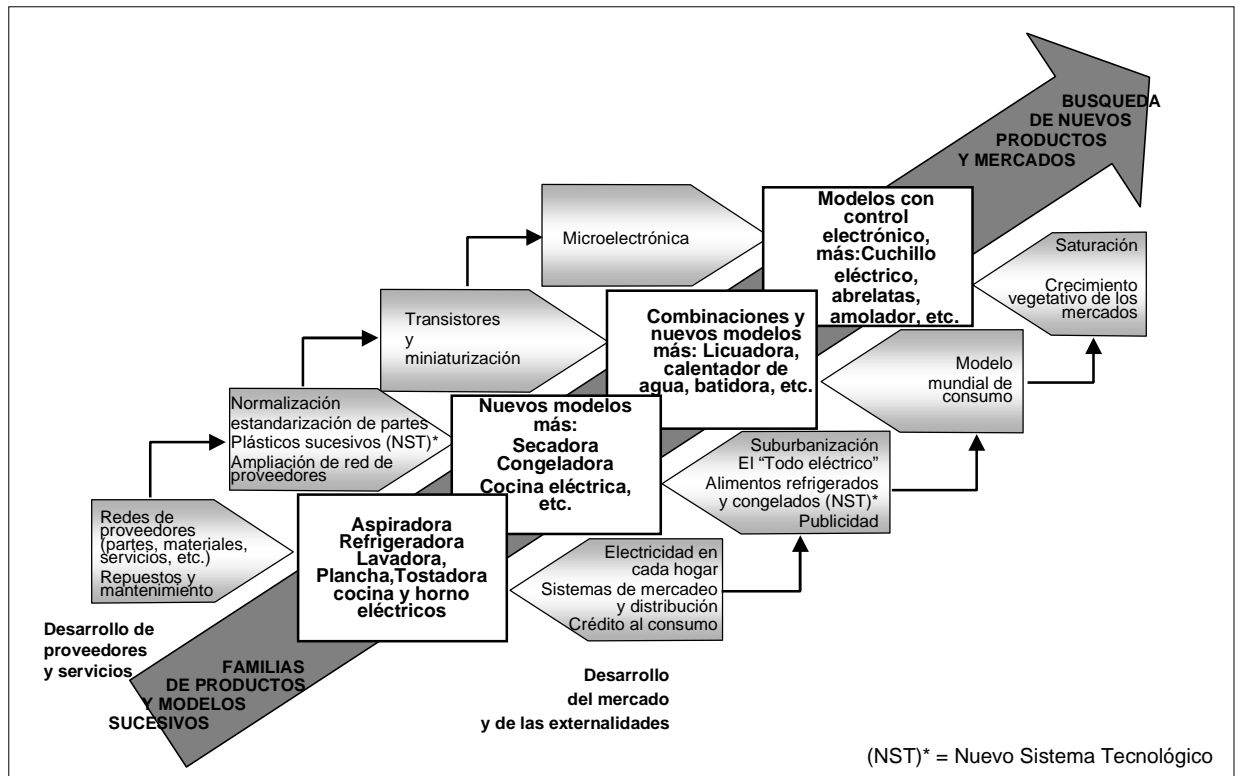 BUSQUEDA
DE NUEVOS
PRODUCTOS
Y MERCADOS
Modelos con
control
electrónico,
más:Cuchillo
eléctrico,
abrelatas,
amolador, etc.
Microelectrónica
Saturación
Crecimiento
vegetativo de los
mercados
Transistores
y
miniaturización
Combinaciones y
nuevos modelos
más: Licuadora,
calentador de
agua, batidora, etc.
Modelo
mundial de
consumo
Normalización
estandarización de partes
Plásticos sucesivos (NST)*
Ampliación de red de
proveedores
Nuevos modelos
más:
Secadora
Congeladora
Cocina eléctrica,
etc.
Suburbanización
El “Todo eléctrico”
Alimentos refrigerados
y congelados (NST)*
Publicidad
Redes de
proveedores
(partes, materiales,
servicios, etc.)
Repuestos y
mantenimiento
Aspiradora
Refrigeradora
Lavadora,
Plancha,Tostadora
cocina y horno
eléctricos
Electricidad en
cada hogar
Sistemas de mercadeo
y distribución
Crédito al consumo
Desarrollo de
proveedores
y servicios
FAMILIAS
DE PRODUCTOS
Y MODELOS
SUCESIVOS
Desarrollo
del mercado
y de las externalidades
(NST)* = Nuevo Sistema Tecnológico